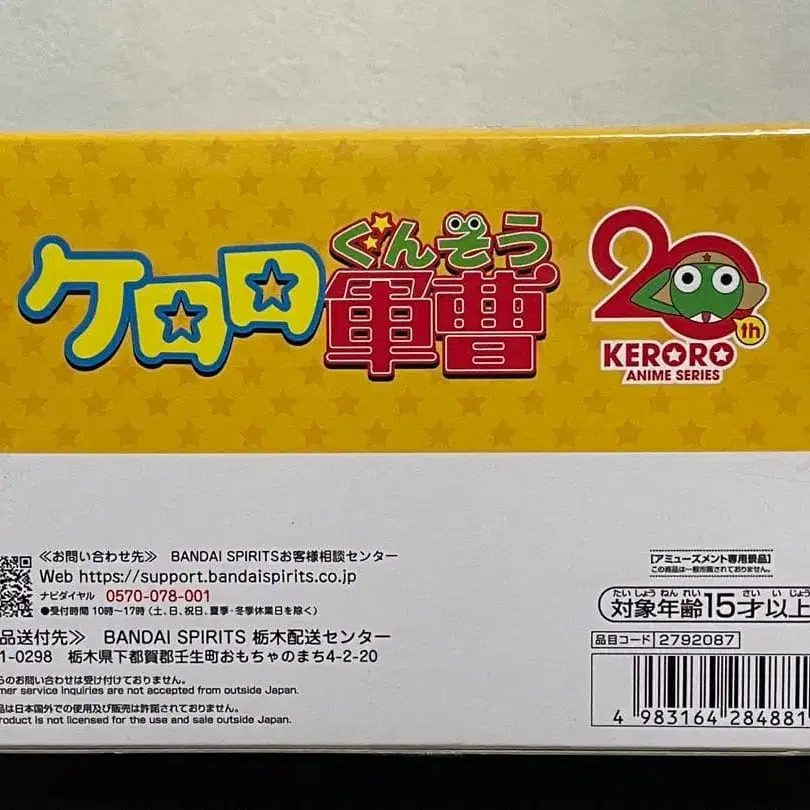 ケロロ
ぐんそう
軍曹
20th
KERORO
ANIME SERIES
≪お問い合わせ先≫ BANDAI SPIRITSお客様相談センター
Web https://support.bandaispirits.co.jp
ナビダイヤル 0570-078-001
●受付時間 10時～17時(土、日、祝日、夏季・冬季休業日を除く)
品送付先≫ BANDAI SPIRITS 栃木配送センター
1-0298 栃木県下都賀郡壬生町おもちゃのまち4-2-20
らのお問い合わせは受け付けておりません。
mer service inquiries are not accepted from outside Japan.
品は日本国外での使用及び販売は許諾されておりません。
product is not licensed for the use and sale outside Japan.
[アミューズメント専用景品]
この商品は一般市販されておりません。
たいしょうねんれい さいいじょう
対象年齢15才以上
品目コード 2792087
4 983164 284881